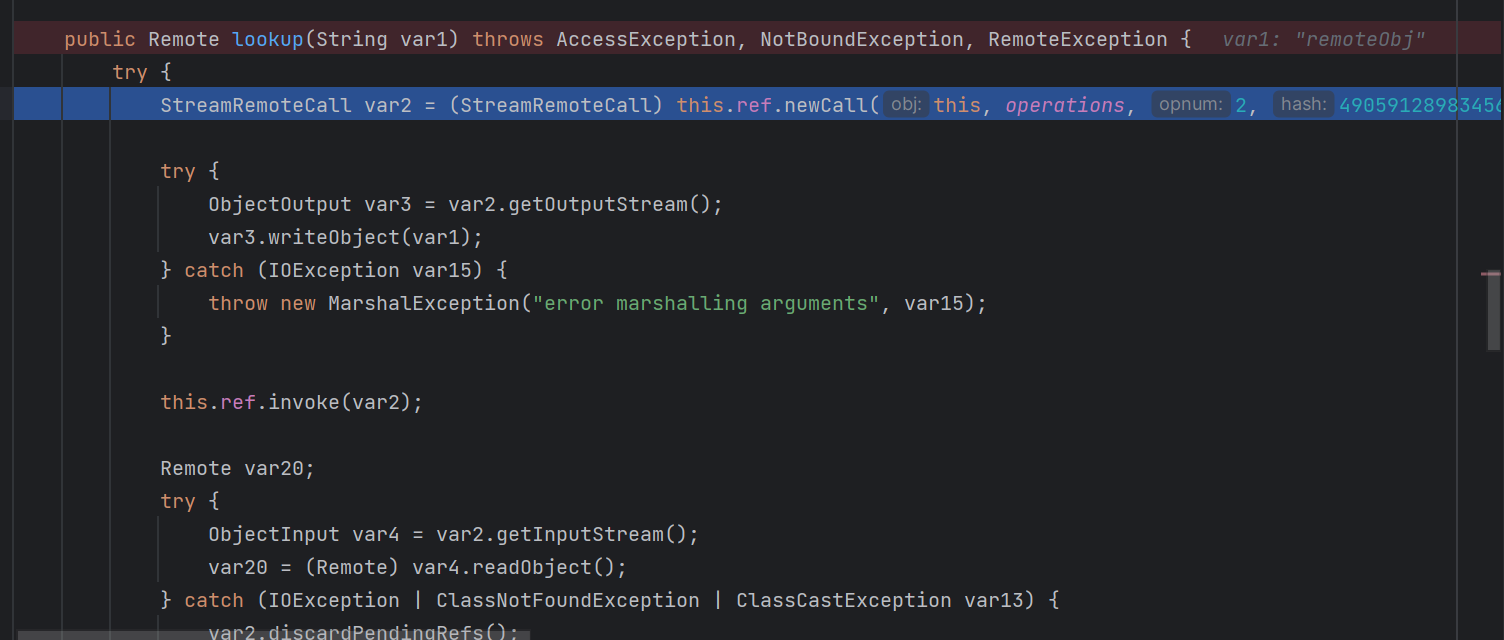 public Remote lookup(String var1) throws AccessException, NotBoundException, RemoteException {   var1: "remoteObj"
try {
StreamRemoteCall var2 = (StreamRemoteCall) this.ref.newCall( obj: this, operations, opnum: 2, hash: 4905912898345
try {
ObjectOutput var3 = var2.getOutputStream();
var3.writeObject(var1);
} catch (IOException var15) {
throw new MarshalException("error marshalling arguments", var15);
}
this.ref.invoke(var2);
Remote var20;
try {
ObjectInput var4 = var2.getInputStream();
var20 = (Remote) var4.readObject();
} catch (IOException | ClassNotFoundException | ClassCastException var13) {
var2.discardPendingRefs();